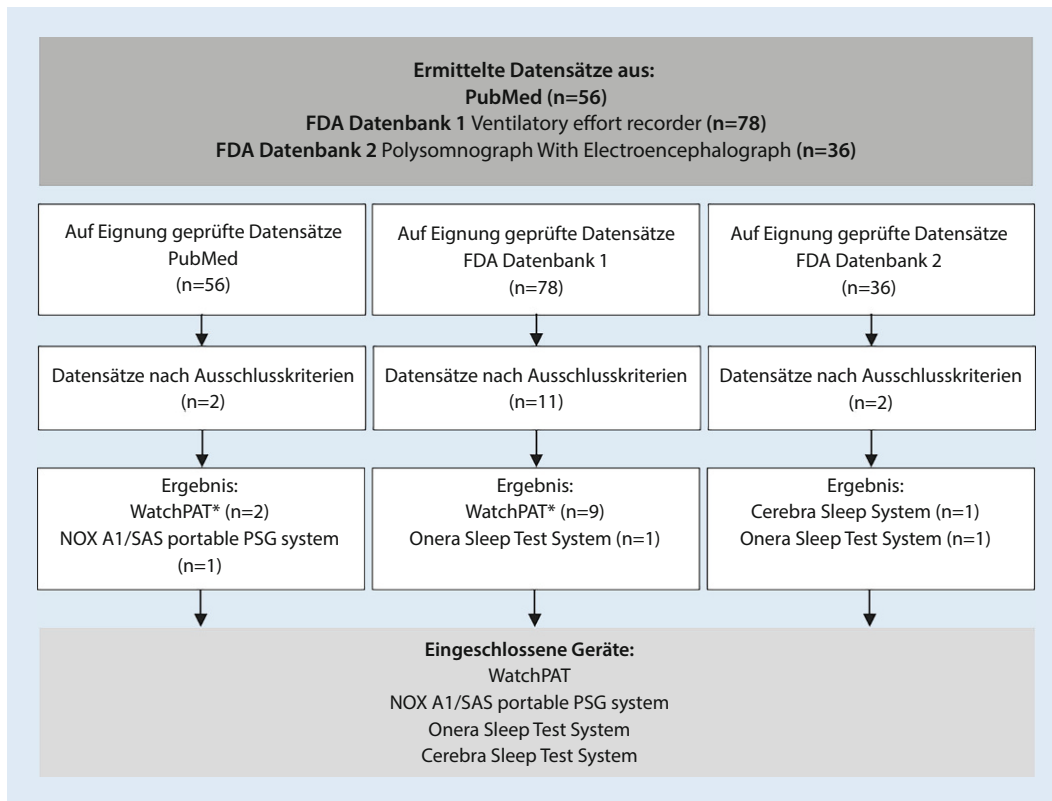 Ermittelte Datensätze aus:
PubMed (n=56)
FDA Datenbank 1 Ventilatory effort recorder (n=78)
FDA Datenbank 2 Polysomnograph With Electroencephalograph (n=36)
Auf Eignung geprüfte Datensätze
PubMed
(n=56)
Auf Eignung geprüfte Datensätze
FDA Datenbank 1
(n=78)
Auf Eignung geprüfte Datensätze
FDA Datenbank 2
(n=36)
Datensätze nach Ausschlusskriterien
(n=2)
Datensätze nach Ausschlusskriterien
(n=11)
Datensätze nach Ausschlusskriterien
(n=2)
Ergebnis:
WatchPAT* (n=2)
NOX A1/SAS portable PSG system
(n=1)
Ergebnis:
WatchPAT* (n=9)
Onera Sleep Test System (n=1)
Ergebnis:
Cerebra Sleep System (n=1)
Onera Sleep Test System (n=1)
Eingeschlossene Geräte:
WatchPAT
NOX A1/SAS portable PSG system
Onera Sleep Test System
Cerebra Sleep Test System